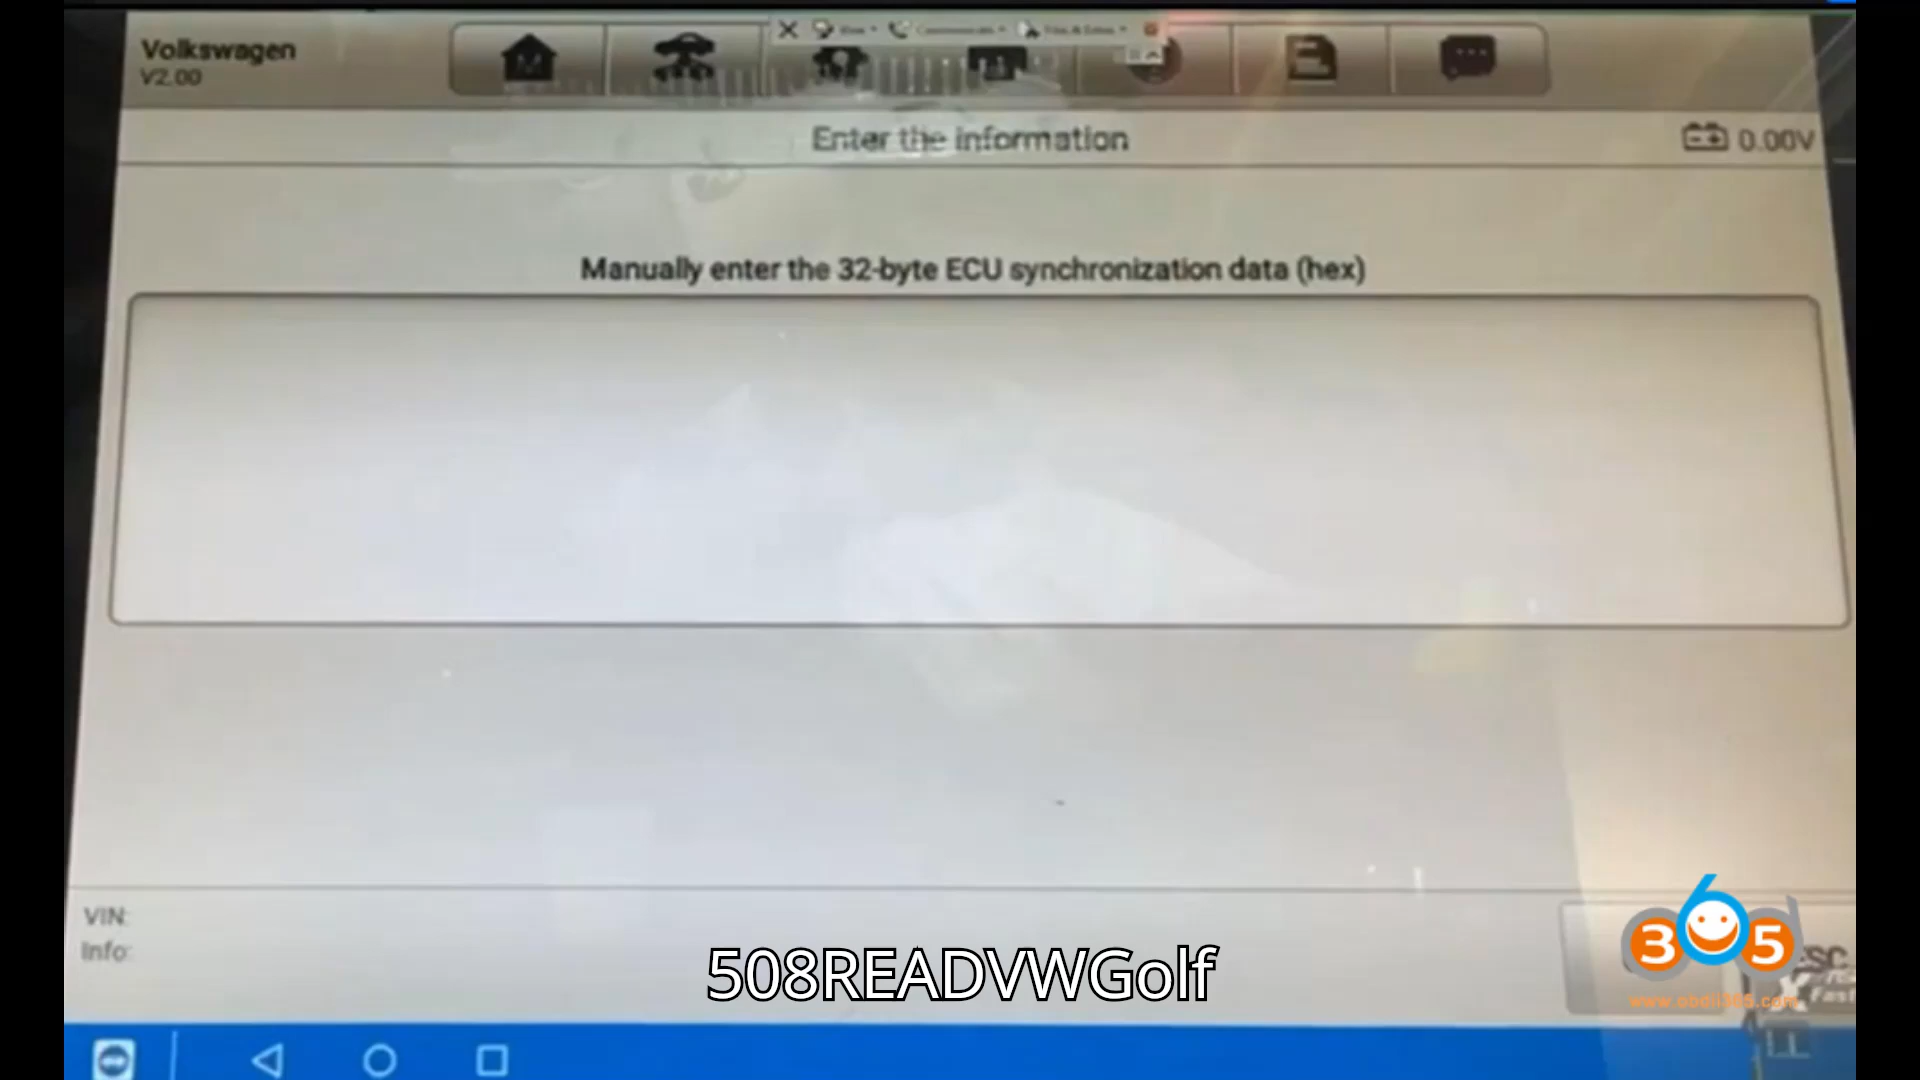 Volkswagen
V2.00
Enter the information
0.00V
Manually enter the 32-byte ECU synchronization data (hex)
VIN:
Info:
508READVWGolf
365
www.obdii365.com